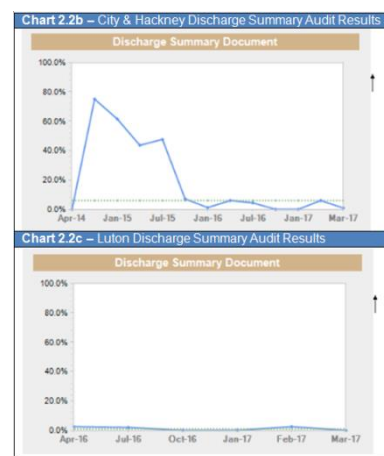 Chart 2.2b – City & Hackney Discharge Summary Audit Results
Discharge Summary Document
100.0%
80.0%
60.0%
40.0%
20.0%
0.0%
Apr-14 Jan-15 Jul-15 Jan-16 Jul-16 Jan-17 Mar-17
Chart 2.2c – Luton Discharge Summary Audit Results
Discharge Summary Document
100.0%
80.0%
60.0%
40.0%
20.0%
0.0%
Apr-16 Jul-16 Oct-16 Jan-17 Feb-17 Mar-17